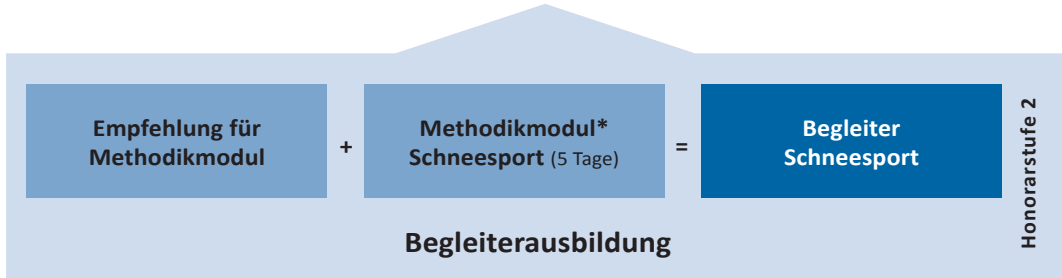 Empfehlung für
Methodikmodul
+
Methodikmodul*
Schneesport (5 Tage)
=
Begleiter
Schneesport
Honorarstufe 2
Begleiterausbildung